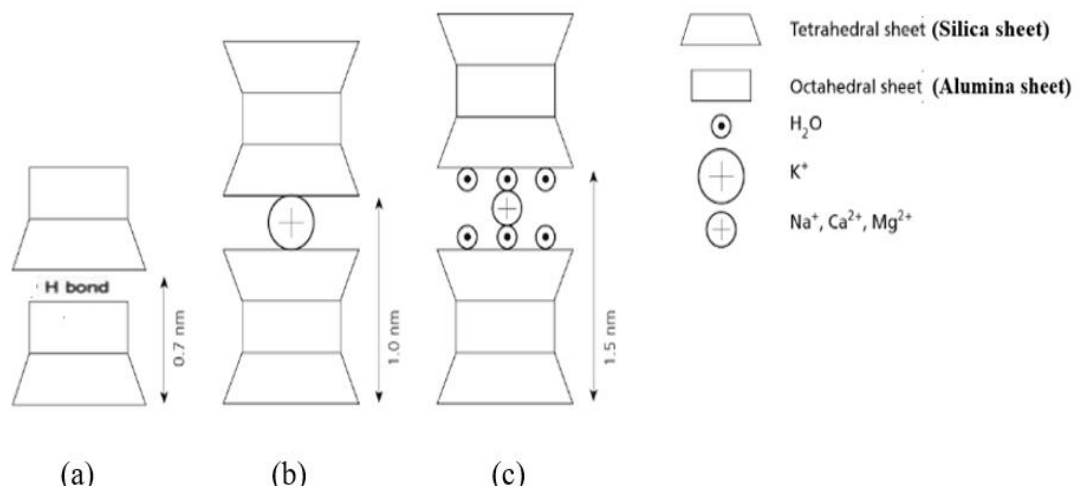 Tetrahedral sheet (Silica sheet)
Octahedral sheet (Alumina sheet)
H₂O
K⁺
Na⁺, Ca²⁺, Mg²⁺
H bond
0.7 nm
1.0 nm
1.5 nm
(a)
(b)
(c)